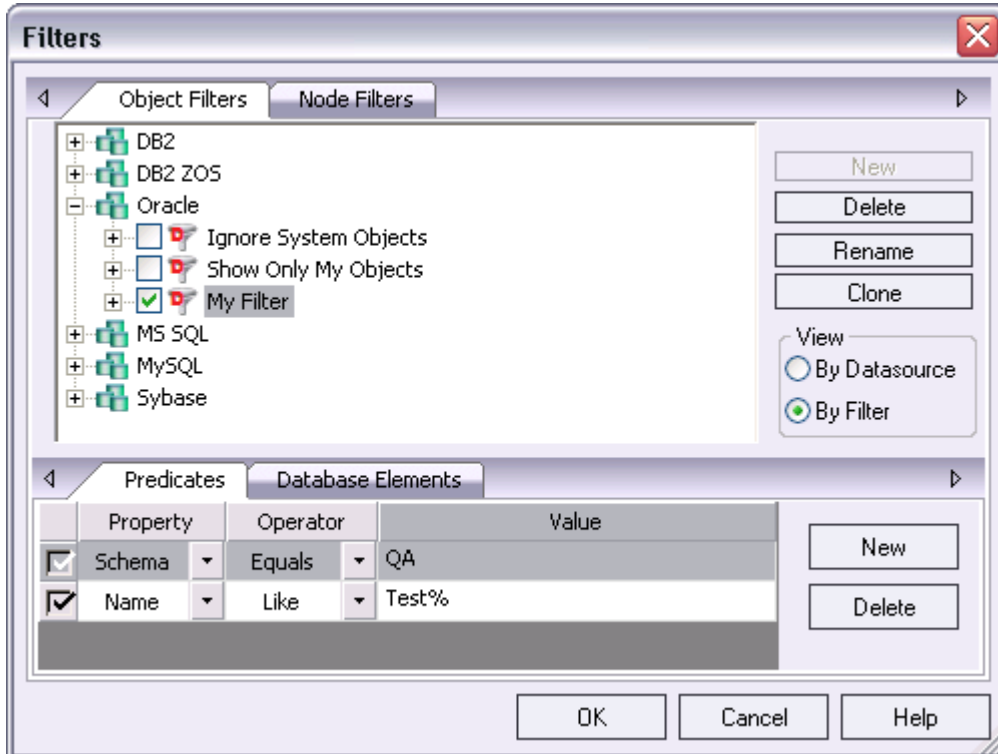 Filters
Object Filters Node Filters
DB2
DB2 ZOS
Oracle
Ignore System Objects
Show Only My Objects
My Filter
MS SQL
MySQL
Sybase
New
Delete
Rename
Clone
View
By Datasource
By Filter
Predicates Database Elements
Property Operator Value
Schema Equals QA
Name Like Test%
New
Delete
OK Cancel Help